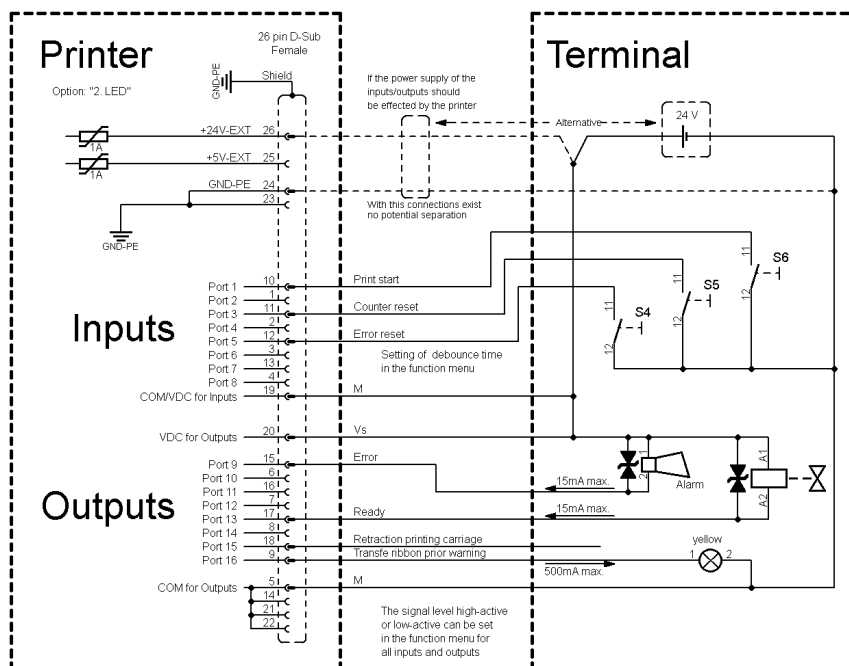 Printer
26 pin D-Sub
Female
Terminal
Shield
GND-PE
Option: "2. LED"
If the power supply of the
inputs/outputs should
be effected by the printer
Alternative
24 V
+24V-EXT 26
1A
+5V-EXT 25
1A
GND-PE 24
23
GND-PE
With this connections exist
no potential separation
Inputs
Port 1 10 Print start
Port 2 1
Port 3 11 Counter reset
Port 4 2
Port 5 12 Error reset
Port 6 3
Port 7 13
Port 8 4
COM/VDC for Inputs 19 M
Setting of debounce time
in the function menu
11 S6
12
11 S5
12
11 S4
12
VDC for Outputs 20 Vs
Outputs
Port 9 15 Error
Port 10 6
Port 11 16
Port 12 7
Port 13 17 Ready
Port 14 8
Port 15 18 Retraction printing carriage
Port 16 9 Transfe ribbon prior warning
15mA max.
15mA max.
500mA max.
1
2
Alarm
A1
A2
yellow
1 2
COM for Outputs 5 M
14
21
22
The signal level high-active
or low-active can be set
in the function menu for
all inputs and outputs